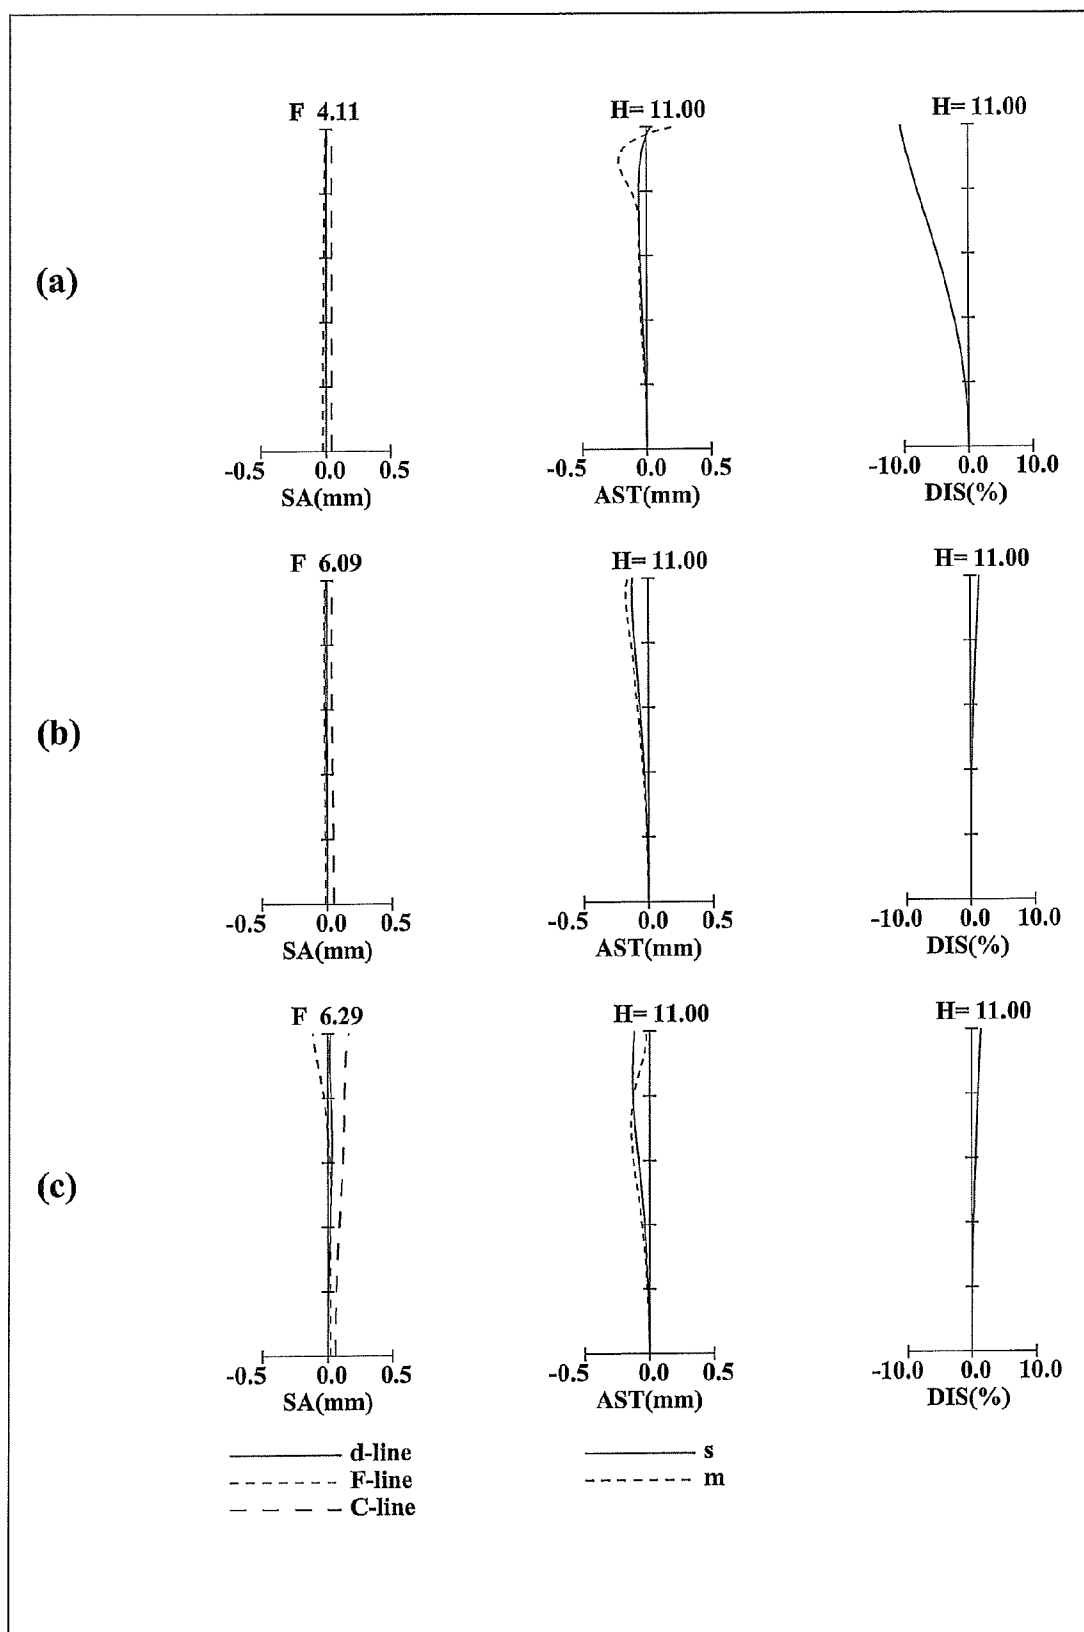 F 4.11 H= 11.00 H= 11.00
(a)
-0.5 0.0 0.5 -0.5 0.0 0.5 -10.0 0.0 10.0
SA(mm) AST(mm) DIS(%)
F 6.09 H= 11.00 H= 11.00
(b)
-0.5 0.0 0.5 -0.5 0.0 0.5 -10.0 0.0 10.0
SA(mm) AST(mm) DIS(%)
F 6.29 H= 11.00 H= 11.00
(c)
-0.5 0.0 0.5 -0.5 0.0 0.5 -10.0 0.0 10.0
SA(mm) AST(mm) DIS(%)
d-line s
F-line m
C-line